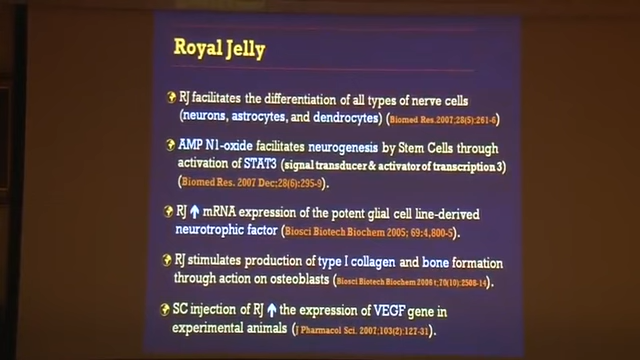 Royal Jelly
RJ facilitates the differentiation of all types of nerve cells
(neurons, astrocytes, and dendrocytes) (Biomed Res. 2007;28(5):261-6)
AMP N1-oxide facilitates neurogenesis by Stem Cells through
activation of STAT3 (signal transducer & activator of transcription 3)
(Biomed Res. 2007 Dec;28(6):295-9).
RJ ⬆ mRNA expression of the potent glial cell line-derived
neurotrophic factor (Biosci Biotech Biochem 2005; 69:4,800-5).
RJ stimulates production of type I collagen and bone formation
through action on osteoblasts (Biosci Biotech Biochem 2006 t;70(10):2508-14).
SC injection of RJ ⬆ the expression of VEGF gene in
experimental animals (J Pharmacol Sci. 2007;103(2):127-31).